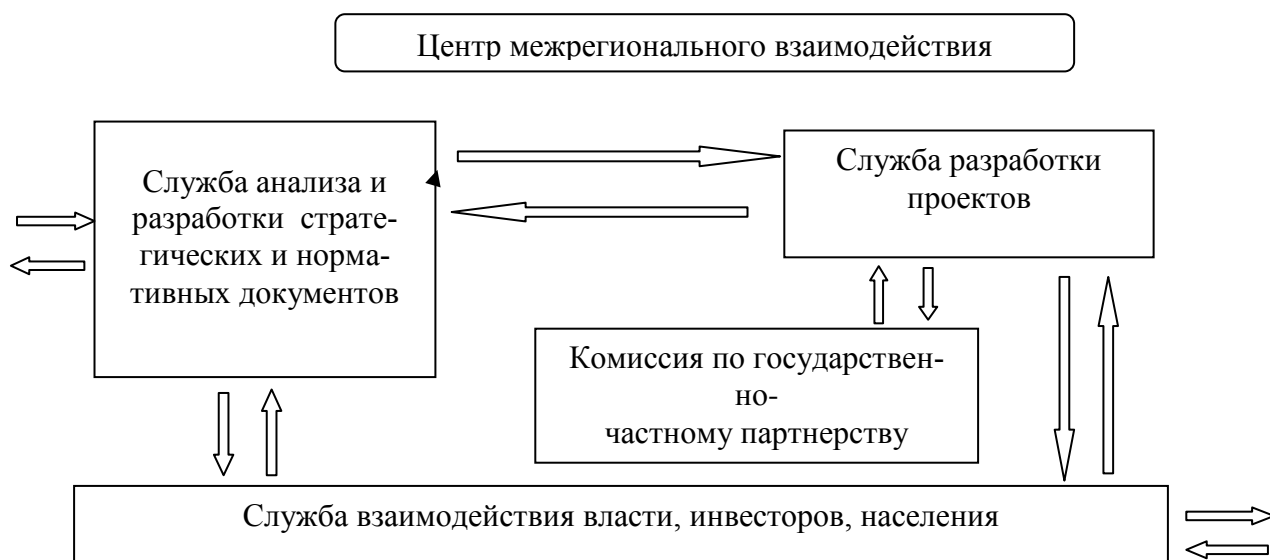 Центр межрегионального взаимодействия
Служба анализа и
разработки стратe-
гических и норма-
тивных документов
Служба разработки
проектов
Комиссия по государствен-
но-
частному партнерству
Служба взаимодействия власти, инвесторов, населения